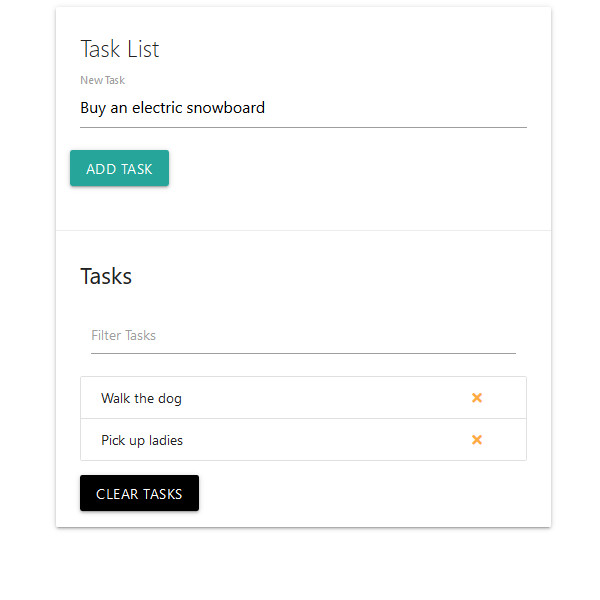 Task List
New Task
Buy an electric snowboard
ADD TASK
Tasks
Filter Tasks
Walk the dog
Pick up ladies
CLEAR TASKS